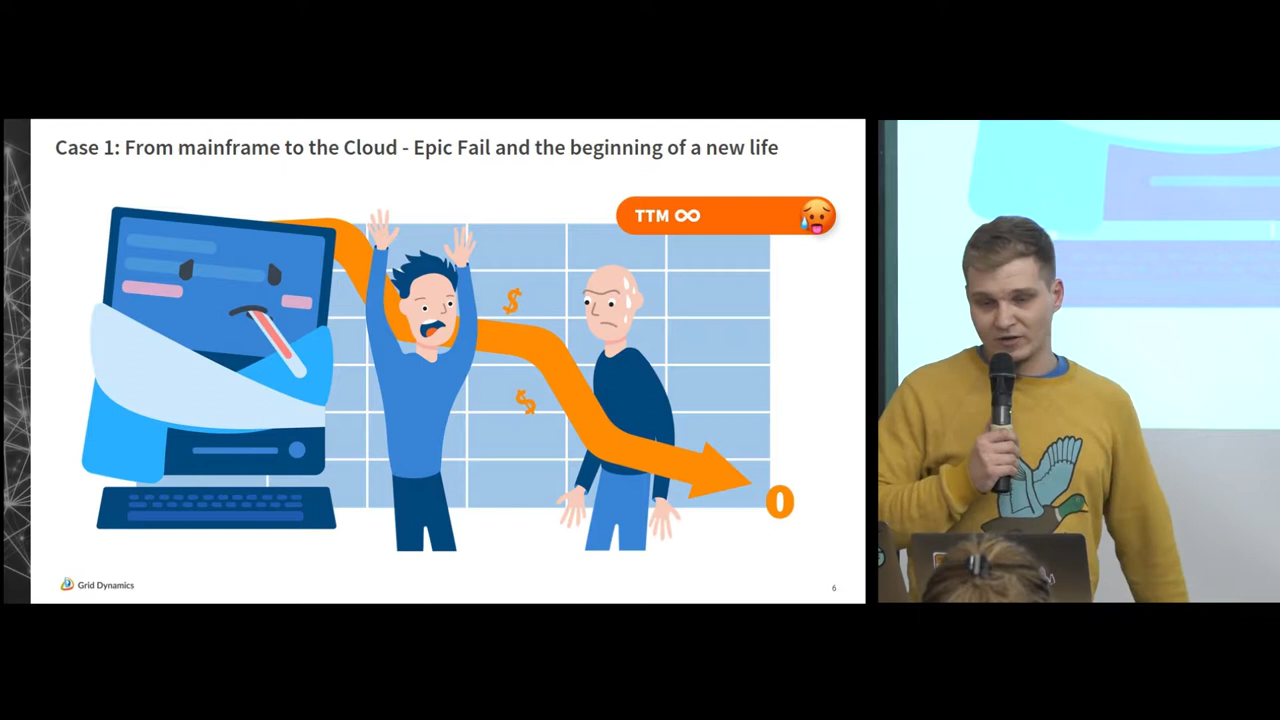 Case 1: From mainframe to the Cloud - Epic Fail and the beginning of a new life
TTM ∞
$
$
0
Grid Dynamics
6